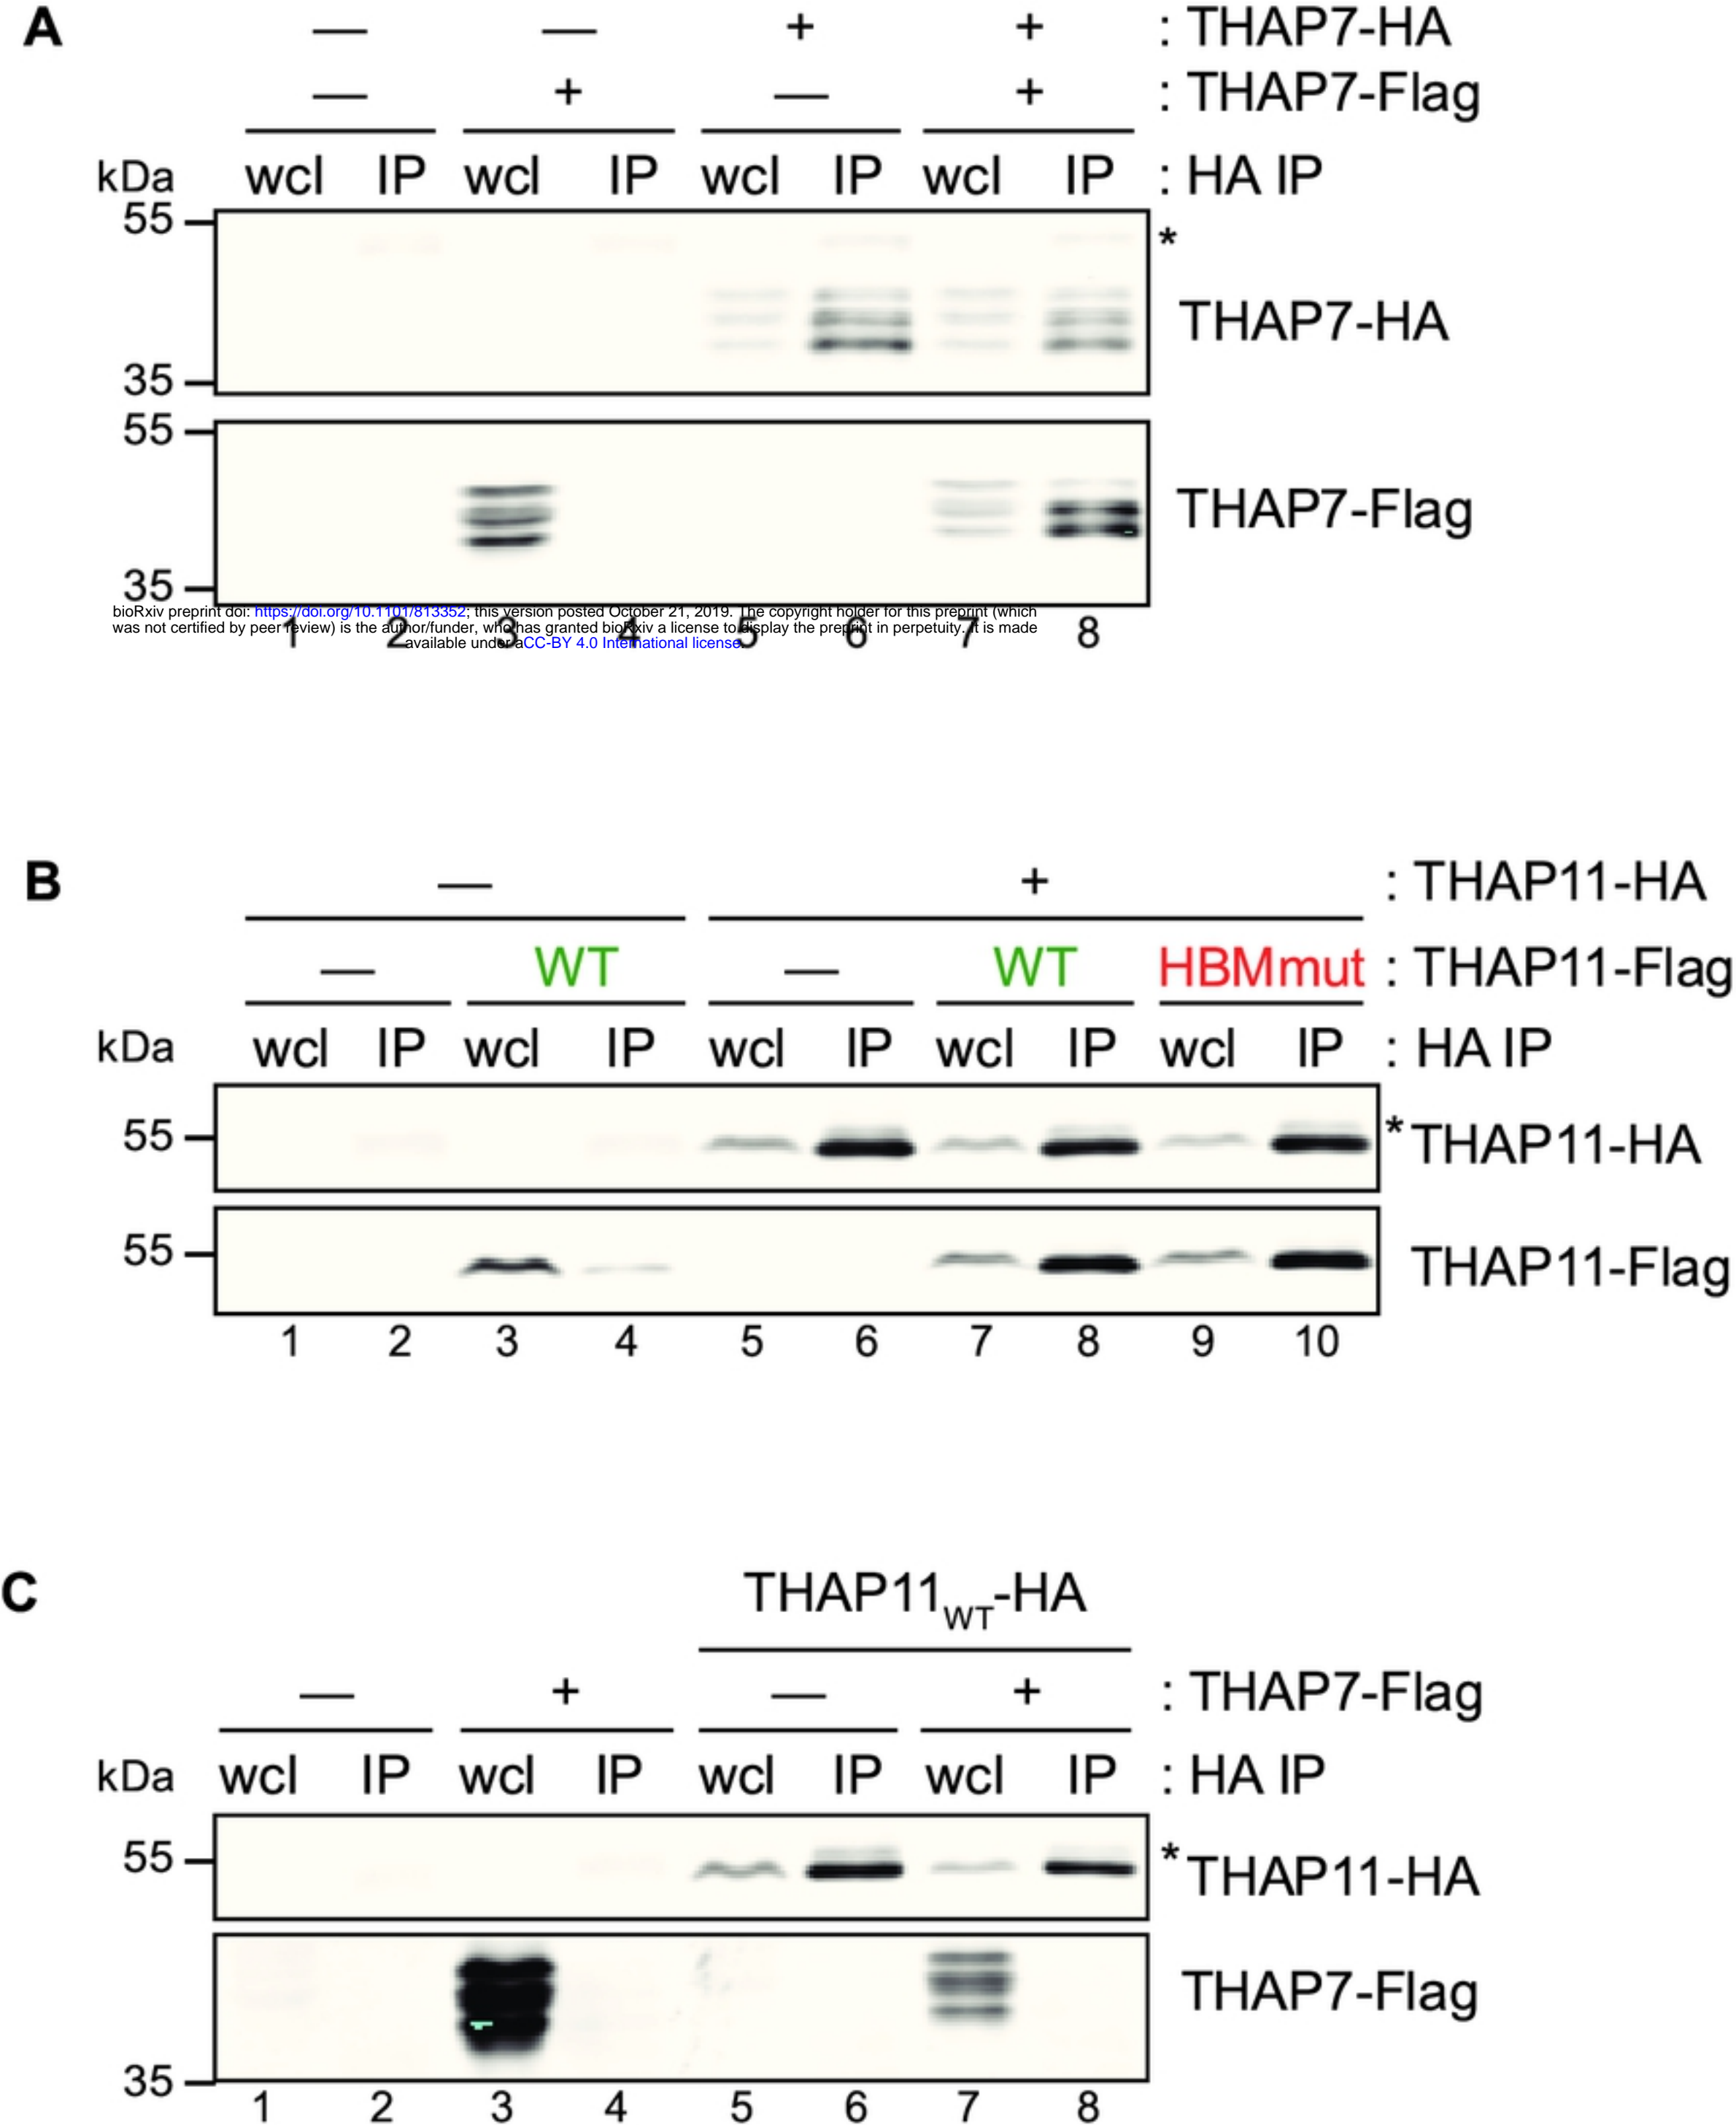 A
— — + + : THAP7-HA
— + — + : THAP7-Flag
kDa wcl IP wcl IP wcl IP wcl IP : HA IP
55
*
THAP7-HA
35
55
THAP7-Flag
35
bioRxiv preprint doi: https://doi.org/10.1101/813352; this version posted October 21, 2019. The copyright holder for this preprint (which
was not certified by peer review) is the author/funder, who has granted bioRxiv a license to display the preprint in perpetuity. It is made
available under aCC-BY 4.0 International license.
1 2 3 4 5 6 7 8
B
— + : THAP11-HA
— WT — WT HBMmut : THAP11-Flag
kDa wcl IP wcl IP wcl IP wcl IP wcl IP : HA IP
55 * THAP11-HA
55 THAP11-Flag
1 2 3 4 5 6 7 8 9 10
C
THAP11WT-HA
— + — + : THAP7-Flag
kDa wcl IP wcl IP wcl IP wcl IP : HA IP
55 * THAP11-HA
THAP7-Flag
35
1 2 3 4 5 6 7 8